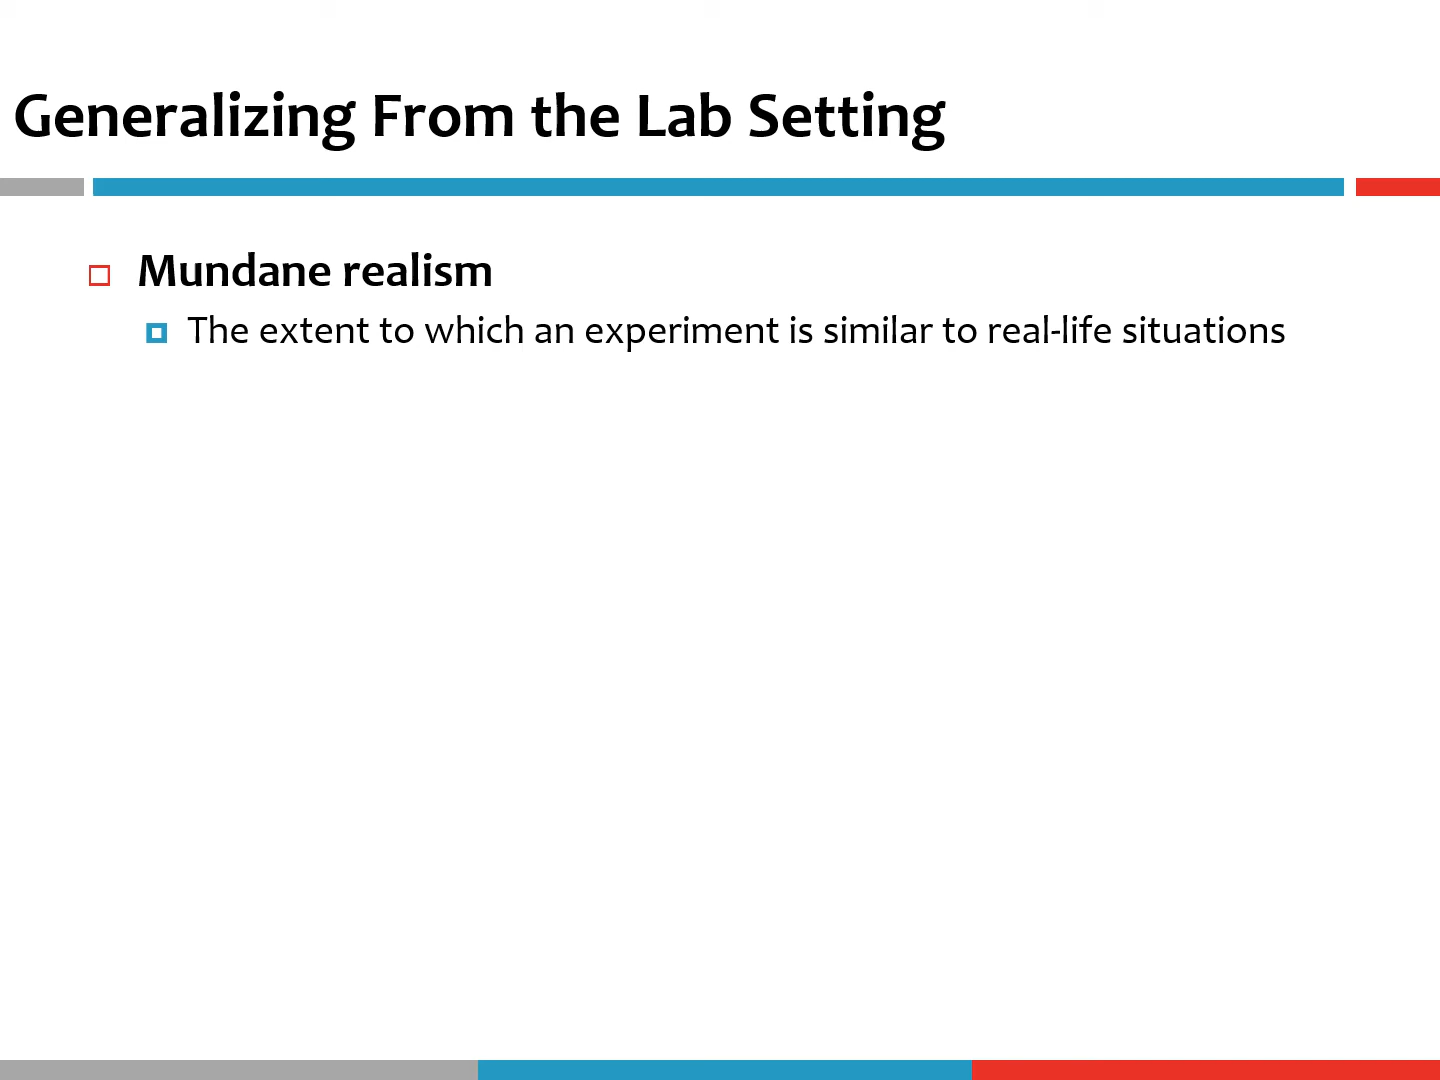 Generalizing From the Lab Setting
Mundane realism
The extent to which an experiment is similar to real-life situations